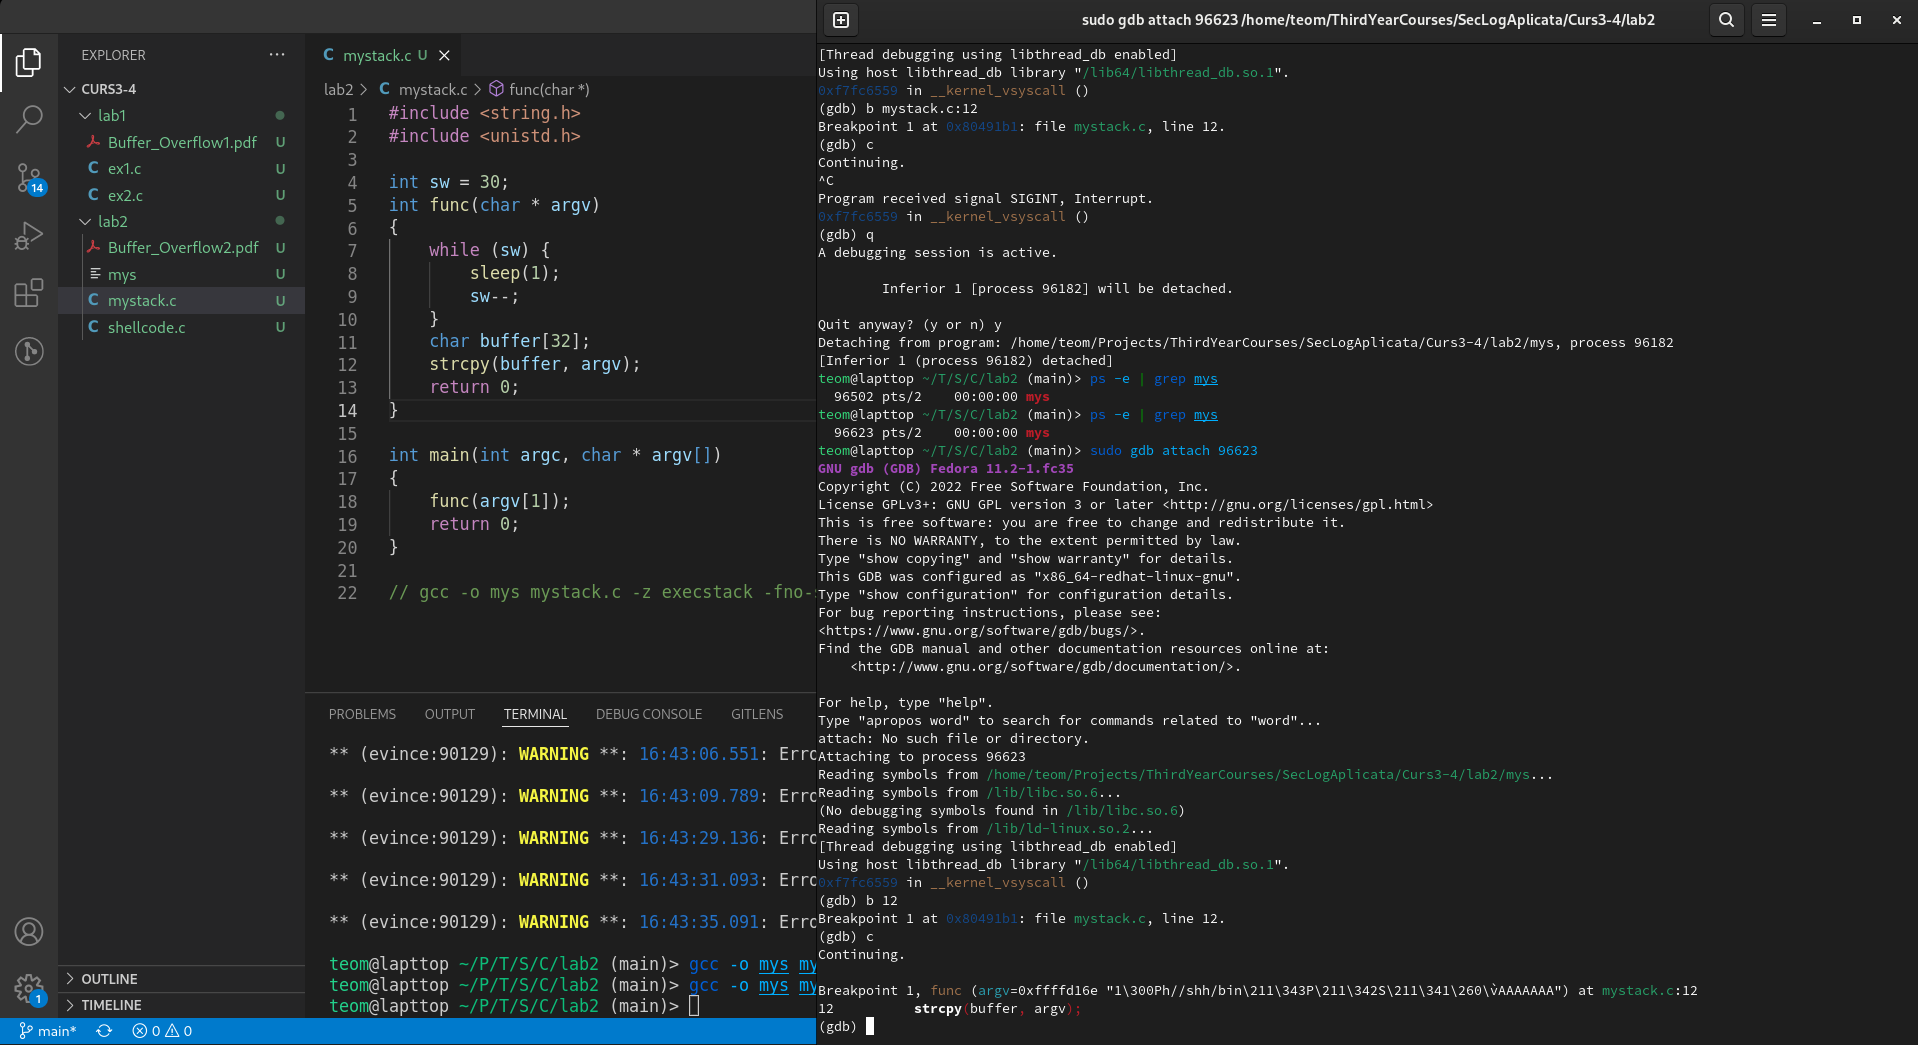 EXPLORER
CURS3-4
lab1
Buffer_Overflow1.pdf U
ex1.c U
ex2.c U
lab2
Buffer_Overflow2.pdf U
mys U
mystack.c U
shellcode.c U
OUTLINE
TIMELINE
14
1
main*
0 0
mystack.c U
lab2 > mystack.c > func(char *)
1 #include <string.h>
2 #include <unistd.h>
3
4 int sw = 30;
5 int func(char * argv)
6 {
7 while (sw) {
8 sleep(1);
9 sw--;
10 }
11 char buffer[32];
12 strcpy(buffer, argv);
13 return 0;
14 }
15
16 int main(int argc, char * argv[])
17 {
18 func(argv[1]);
19 return 0;
20 }
21
22 // gcc -o mys mystack.c -z execstack -fno-
PROBLEMS OUTPUT TERMINAL DEBUG CONSOLE GITLENS
** (evince:90129): WARNING **: 16:43:06.551: Erro
** (evince:90129): WARNING **: 16:43:09.789: Erro
** (evince:90129): WARNING **: 16:43:29.136: Erro
** (evince:90129): WARNING **: 16:43:31.093: Erro
** (evince:90129): WARNING **: 16:43:35.091: Erro
teom@lapttop ~/P/T/S/C/lab2 (main)> gcc -o mys my
teom@lapttop ~/P/T/S/C/lab2 (main)> gcc -o mys my
teom@lapttop ~/P/T/S/C/lab2 (main)>
sudo gdb attach 96623 /home/teom/ThirdYearCourses/SecLogAplicata/Curs3-4/lab2
[Thread debugging using libthread_db enabled]
Using host libthread_db library "/lib64/libthread_db.so.1".
0xf7fc6559 in __kernel_vsyscall ()
(gdb) b mystack.c:12
Breakpoint 1 at 0x80491b1: file mystack.c, line 12.
(gdb) c
Continuing.
^C
Program received signal SIGINT, Interrupt.
0xf7fc6559 in __kernel_vsyscall ()
(gdb) q
A debugging session is active.
Inferior 1 [process 96182] will be detached.
Quit anyway? (y or n) y
Detaching from program: /home/teom/Projects/ThirdYearCourses/SecLogAplicata/Curs3-4/lab2/mys, process 96182
[Inferior 1 (process 96182) detached]
teom@lapttop ~/T/S/C/lab2 (main)> ps -e | grep mys
96502 pts/2 00:00:00 mys
teom@lapttop ~/T/S/C/lab2 (main)> ps -e | grep mys
96623 pts/2 00:00:00 mys
teom@lapttop ~/T/S/C/lab2 (main)> sudo gdb attach 96623
GNU gdb (GDB) Fedora 11.2-1.fc35
Copyright (C) 2022 Free Software Foundation, Inc.
License GPLv3+: GNU GPL version 3 or later <http://gnu.org/licenses/gpl.html>
This is free software: you are free to change and redistribute it.
There is NO WARRANTY, to the extent permitted by law.
Type "show copying" and "show warranty" for details.
This GDB was configured as "x86_64-redhat-linux-gnu".
Type "show configuration" for configuration details.
For bug reporting instructions, please see:
<https://www.gnu.org/software/gdb/bugs/>.
Find the GDB manual and other documentation resources online at:
<http://www.gnu.org/software/gdb/documentation/>.
For help, type "help".
Type "apropos word" to search for commands related to "word"...
attach: No such file or directory.
Attaching to process 96623
Reading symbols from /home/teom/Projects/ThirdYearCourses/SecLogAplicata/Curs3-4/lab2/mys...
Reading symbols from /lib/libc.so.6...
(No debugging symbols found in /lib/libc.so.6)
Reading symbols from /lib/ld-linux.so.2...
[Thread debugging using libthread_db enabled]
Using host libthread_db library "/lib64/libthread_db.so.1".
0xf7fc6559 in __kernel_vsyscall ()
(gdb) b 12
Breakpoint 1 at 0x80491b1: file mystack.c, line 12.
(gdb) c
Continuing.
Breakpoint 1, func (argv=0xffffd16e "1\300Ph//shh/bin\211\343P\211\342S\211\341\260\v̀AAAAAAA") at mystack.c:12
12 strcpy(buffer, argv);
(gdb)